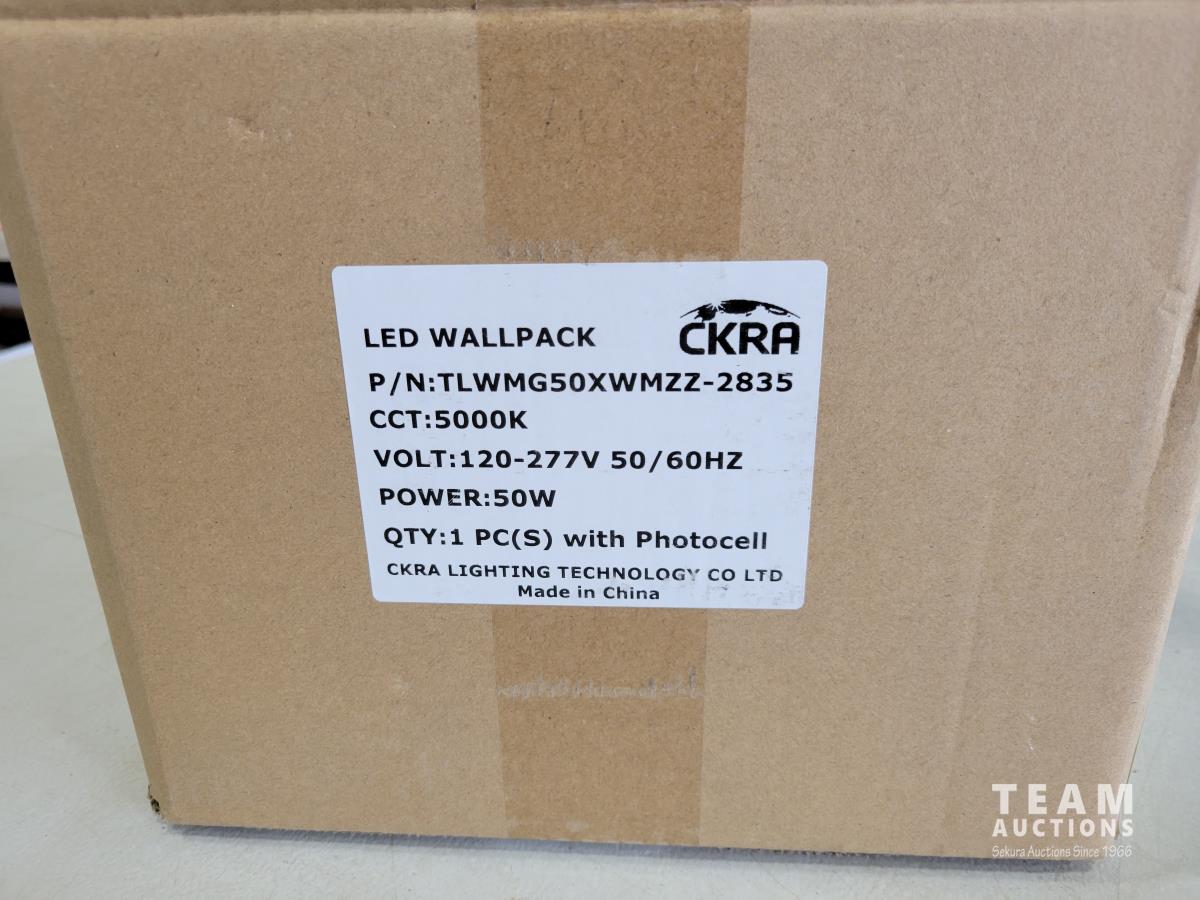 LED WALLPACK
CKRA
P/N:TLWMG50XWMZZ-2835
CCT:5000K
VOLT:120-277V 50/60HZ
POWER:50W
QTY:1 PC(S) with Photocell
CKRA LIGHTING TECHNOLOGY CO LTD
Made in China
TEAM
AUCTIONS
Sekura Auctions Since 1966